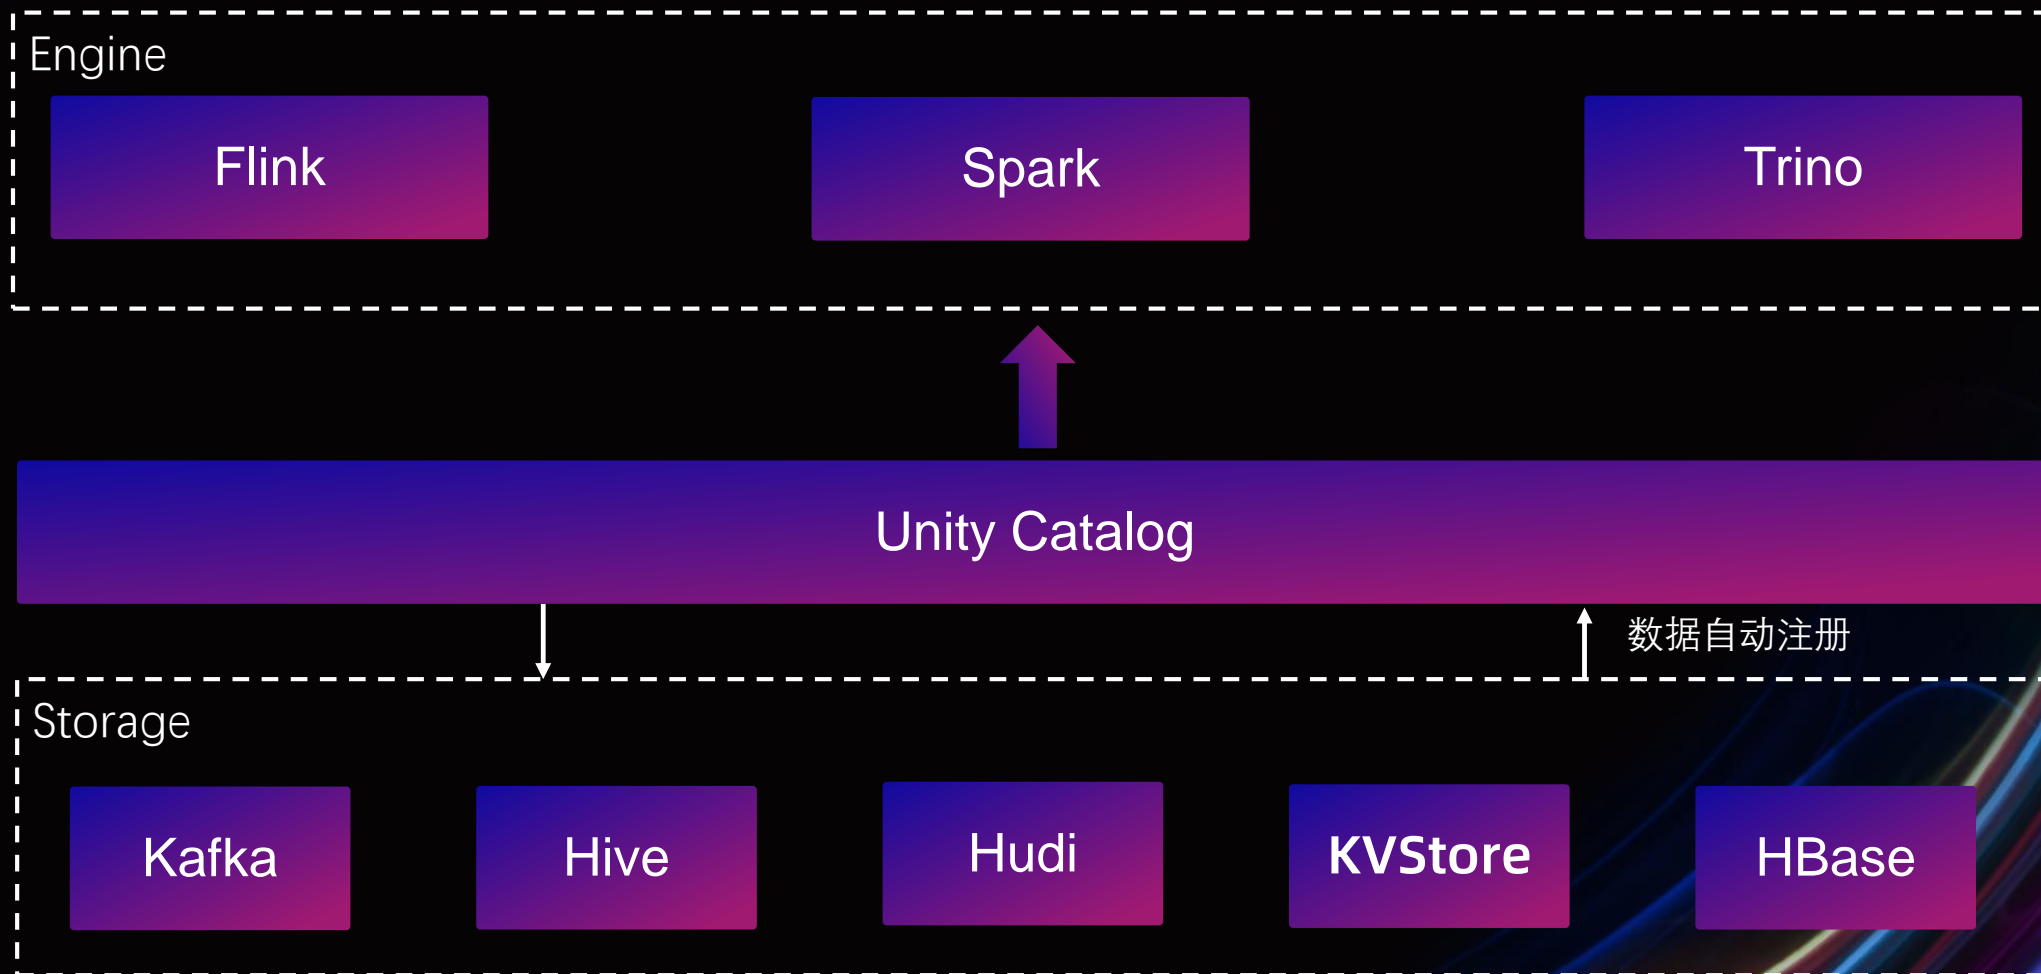 Engine
Flink
Spark
Trino
Unity Catalog
数据自动注册
Storage
Kafka
Hive
Hudi
KVStore
HBase